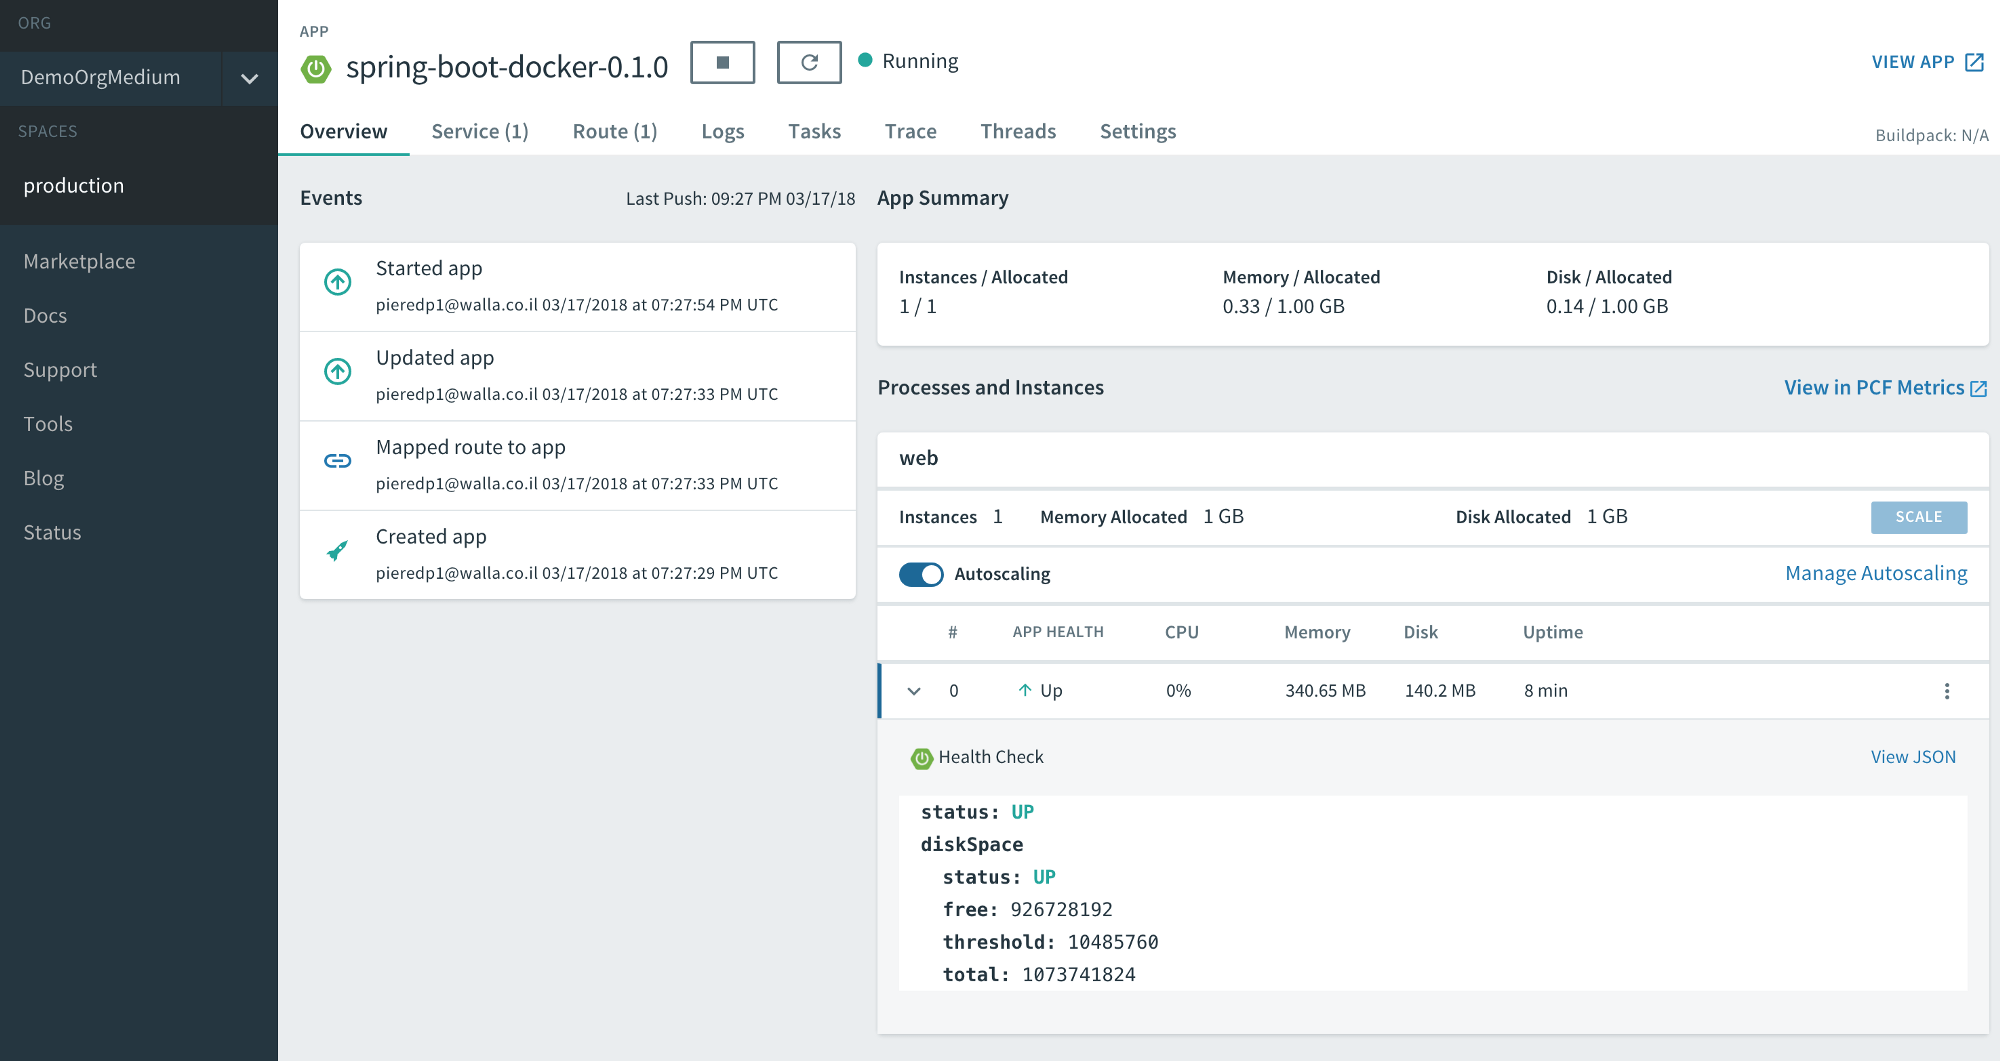 ORG
DemoOrgMedium
SPACES
production
Marketplace
Docs
Support
Tools
Blog
Status
APP
spring-boot-docker-0.1.0
Running
VIEW APP
Overview Service (1) Route (1) Logs Tasks Trace Threads Settings
Buildpack: N/A
Events
Last Push: 09:27 PM 03/17/18
Started app
pieredp1@walla.co.il 03/17/2018 at 07:27:54 PM UTC
Updated app
pieredp1@walla.co.il 03/17/2018 at 07:27:33 PM UTC
Mapped route to app
pieredp1@walla.co.il 03/17/2018 at 07:27:33 PM UTC
Created app
pieredp1@walla.co.il 03/17/2018 at 07:27:29 PM UTC
App Summary
Instances / Allocated Memory / Allocated Disk / Allocated
1 / 1 0.33 / 1.00 GB 0.14 / 1.00 GB
Processes and Instances
View in PCF Metrics
web
Instances 1 Memory Allocated 1 GB Disk Allocated 1 GB SCALE
Autoscaling Manage Autoscaling
# APP HEALTH CPU Memory Disk Uptime
0 Up 0% 340.65 MB 140.2 MB 8 min
Health Check View JSON
status: UP
diskSpace
status: UP
free: 926728192
threshold: 10485760
total: 1073741824